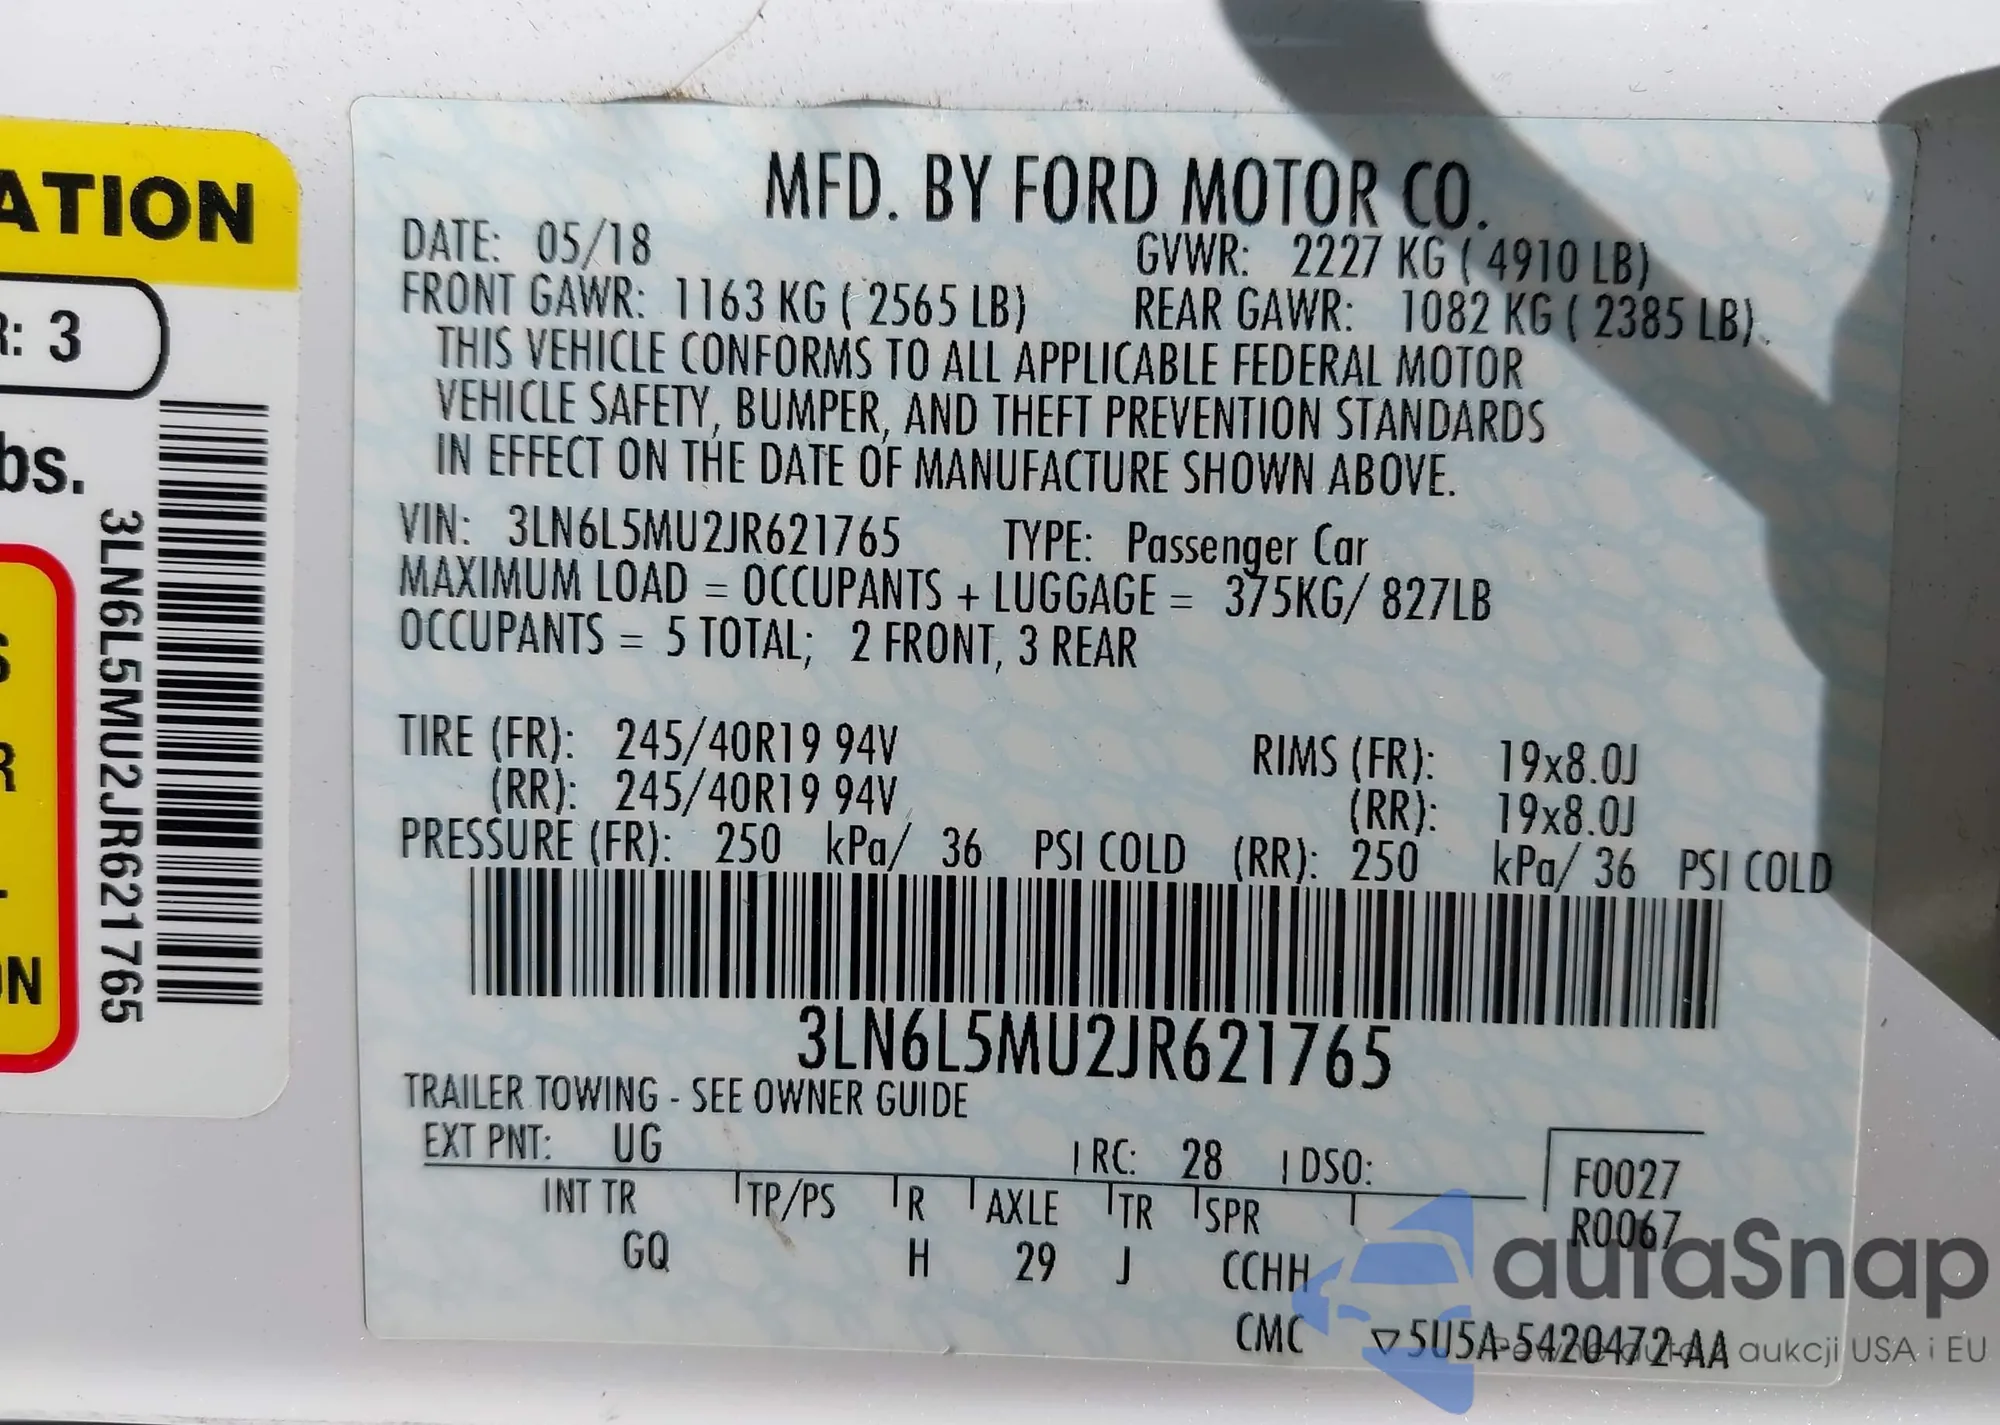 ATION
R: 3
bs.
3LN6L5MU2JR621765
ON
MFD. BY FORD MOTOR CO.
DATE: 05/18 GVWR: 2227 KG ( 4910 LB)
FRONT GAWR: 1163 KG ( 2565 LB) REAR GAWR: 1082 KG ( 2385 LB)
THIS VEHICLE CONFORMS TO ALL APPLICABLE FEDERAL MOTOR
VEHICLE SAFETY, BUMPER, AND THEFT PREVENTION STANDARDS
IN EFFECT ON THE DATE OF MANUFACTURE SHOWN ABOVE.
VIN: 3LN6L5MU2JR621765 TYPE: Passenger Car
MAXIMUM LOAD = OCCUPANTS + LUGGAGE = 375KG/ 827LB
OCCUPANTS = 5 TOTAL; 2 FRONT, 3 REAR
TIRE (FR): 245/40R19 94V RIMS (FR): 19x8.0J
(RR): 245/40R19 94V (RR): 19x8.0J
PRESSURE (FR): 250 kPa/ 36 PSI COLD (RR): 250 kPa/ 36 PSI COLD
3LN6L5MU2JR621765
TRAILER TOWING - SEE OWNER GUIDE
EXT PNT: UG RC: 28 DSO:
F0027
R0067
INT TR TP/PS R AXLE TR SPR
GQ H 29 J CCHH
CMC ▽5U5A-5420472-AA
autaSnap
aukcji USA i EU